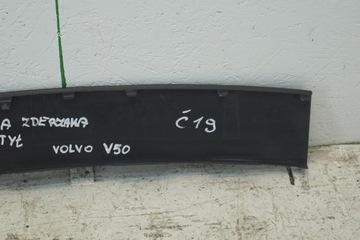 A ZDERZAKA Č19
TYŁ VOLVO V50